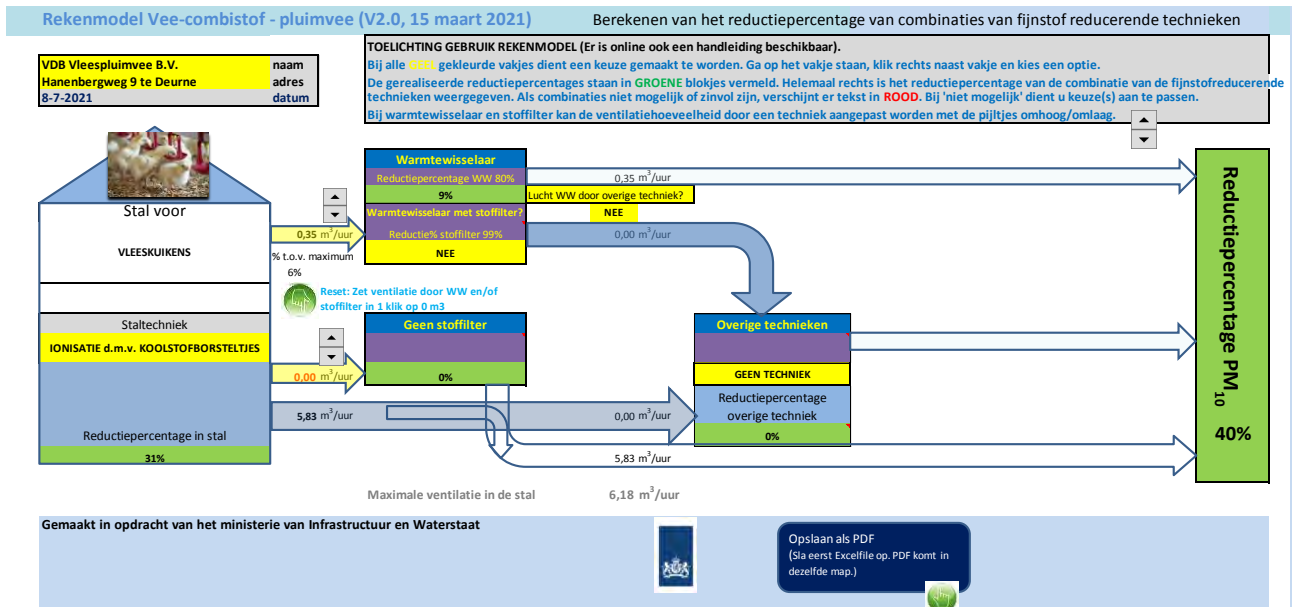 Rekenmodel Vee-combistof - pluimvee (V2.0, 15 maart 2021)
Berekenen van het reductiepercentage van combinaties van fijnstof reducerende technieken
VDB Vleespluimvee B.V. naam
Hanenbergweg 9 te Deurne adres
8-7-2021 datum
TOELICHTING GEBRUIK REKENMODEL (Er is online ook een handleiding beschikbaar).
Bij alle GEEL gekleurde vakjes dient een keuze gemaakt te worden. Ga op het vakje staan, klik rechts naast vakje en kies een optie.
De gerealiseerde reductiepercentages staan in GROENE blokjes vermeld. Helemaal rechts is het reductiepercentage van de combinatie van de fijnstofreducerende
technieken weergegeven. Als combinaties niet mogelijk of zinvol zijn, verschijnt er tekst in ROOD. Bij 'niet mogelijk' dient u keuze(s) aan te passen.
Bij warmtewisselaar en stoffilter kan de ventilatiehoeveelheid door een techniek aangepast worden met de pijltjes omhoog/omlaag.
Warmtewisselaar
Reductiepercentage WW 80%
0,35 m³/uur
9%
Lucht WW door overige techniek?
Stal voor
Warmtewisselaar met stoffilter?
NEE
0,35 m³/uur
Reductie% stoffilter 99%
0,00 m³/uur
VLEESKUIKENS
NEE
% t.o.v. maximum
6%
Reset: Zet ventilatie door WW en/of
stoffilter in 1 klik op 0 m3
Staltechniek
Geen stoffilter
Overige technieken
IONISATIE d.m.v. KOOLSTOFBORSTELTJES
0,00 m³/uur
0%
GEEN TECHNIEK
Reductiepercentage
overige techniek
5,83 m³/uur
0,00 m³/uur
Reductiepercentage in stal
0%
31%
5,83 m³/uur
Reductiepercentage PM10
40%
Maximale ventilatie in de stal
6,18 m³/uur
Gemaakt in opdracht van het ministerie van Infrastructuur en Waterstaat
Opslaan als PDF
(Sla eerst Excelfile op. PDF komt in
dezelfde map.)